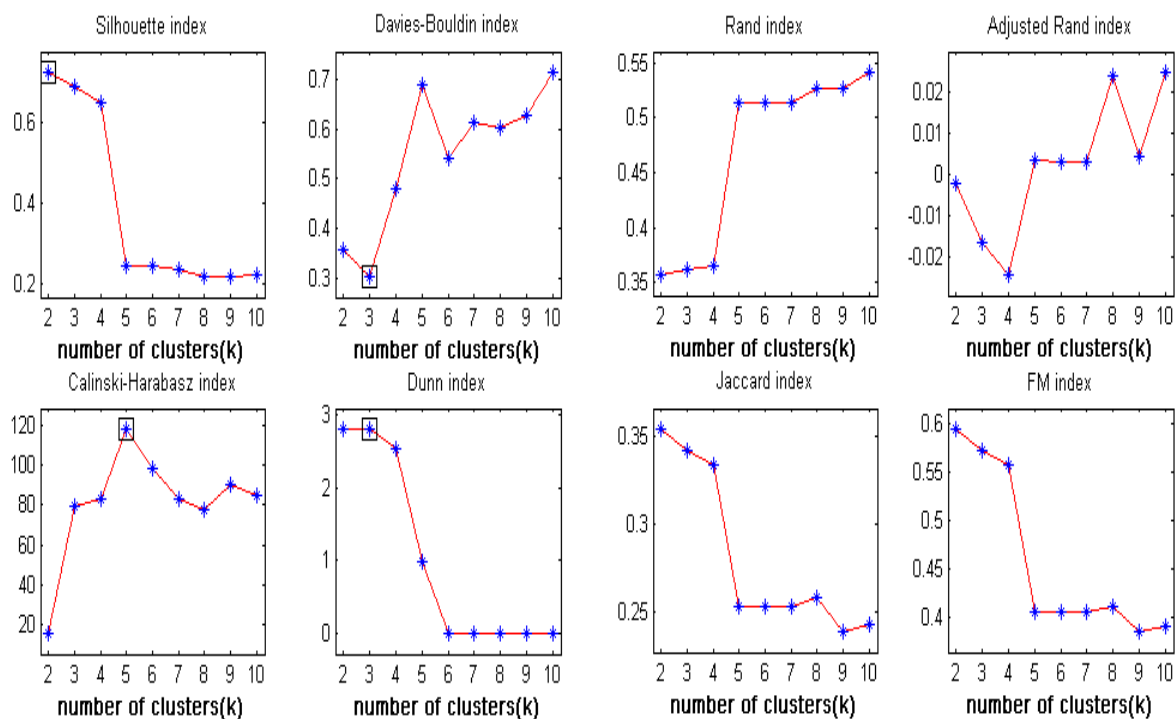 Silhouette index
0.6
0.4
0.2
2 3 4 5 6 7 8 9 10
number of clusters(k)
Davies-Bouldin index
0.7
0.6
0.5
0.4
0.3
2 3 4 5 6 7 8 9 10
number of clusters(k)
Rand index
0.55
0.5
0.45
0.4
0.35
2 3 4 5 6 7 8 9 10
number of clusters(k)
Adjusted Rand index
0.02
0.01
0
-0.01
-0.02
2 3 4 5 6 7 8 9 10
number of clusters(k)
Calinski-Harabasz index
120
100
80
60
40
20
2 3 4 5 6 7 8 9 10
number of clusters(k)
Dunn index
3
2
1
0
2 3 4 5 6 7 8 9 10
number of clusters(k)
Jaccard index
0.35
0.3
0.25
2 3 4 5 6 7 8 9 10
number of clusters(k)
FM index
0.6
0.55
0.5
0.45
0.4
2 3 4 5 6 7 8 9 10
number of clusters(k)